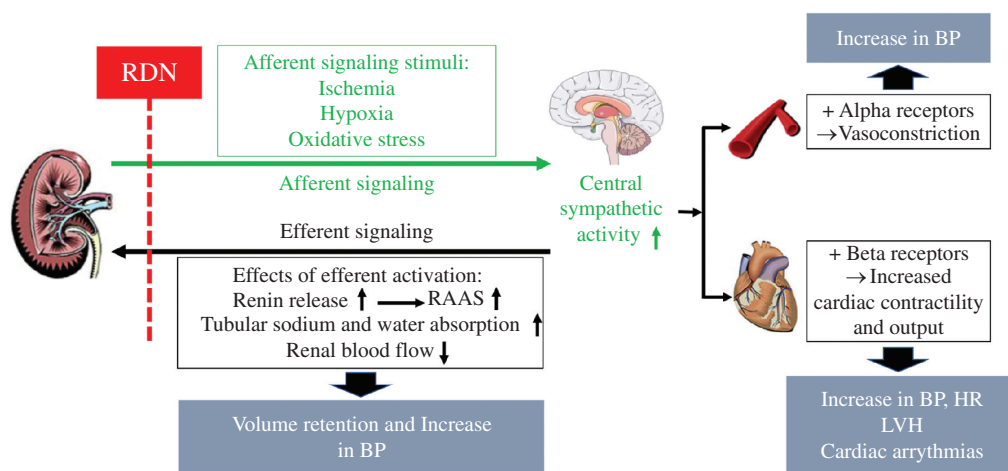 RDN
Afferent signaling stimuli:
Ischemia
Hypoxia
Oxidative stress
Afferent signaling
Efferent signaling
Effects of efferent activation:
Renin release ↑ → RAAS ↑
Tubular sodium and water absorption ↑
Renal blood flow ↓
Volume retention and Increase
in BP
Central
sympathetic
activity ↑
Increase in BP
+ Alpha receptors
→Vasoconstriction
+ Beta receptors
→ Increased
cardiac contractility
and output
Increase in BP, HR
LVH
Cardiac arrythmias